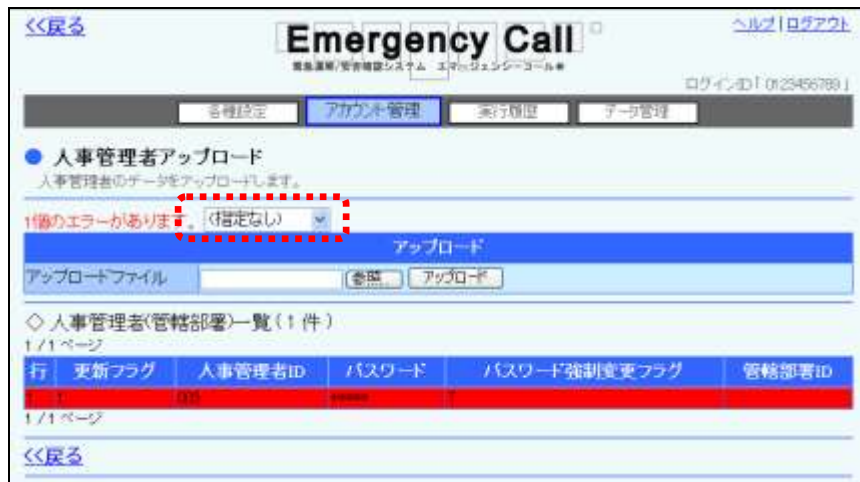 <<戻る
ヘルプ|ログアウト
Emergency Call
緊急連絡/安否確認システム エマージェンシーコール®
ログインID「0123456789」
各種設定 アカウント管理 実行履歴 データ管理
● 人事管理者アップロード
人事管理者のデータをアップロードします。
1個のエラーがあります。 (指定なし)
アップロード
アップロードファイル 参照... アップロード
◇ 人事管理者(管轄部署)一覧(1件)
1/1ページ
行 更新フラグ 人事管理者ID パスワード パスワード強制変更フラグ 管轄部署ID
1/1ページ
<<戻る